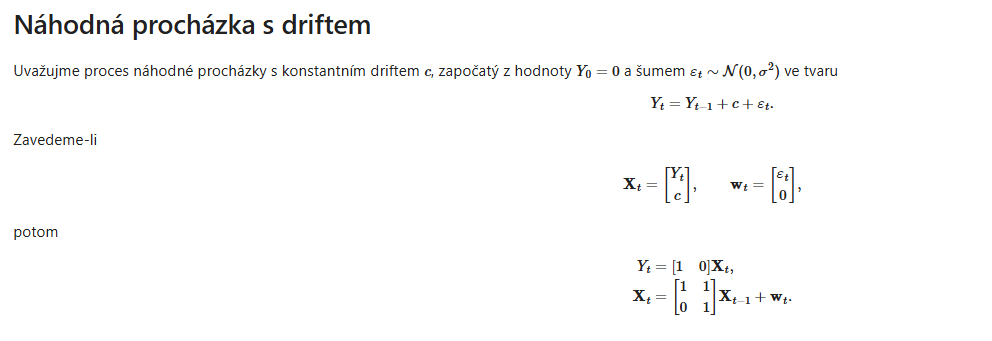 Náhodná procházka s driftem
Uvažujme proces náhodné procházky s konstantním driftem c, započatý z hodnoty Y₀ = 0 a šumem εₜ ∼ 𝒩(0, σ²) ve tvaru
Yₜ = Yₜ₋₁ + c + εₜ.
Zavedeme-li
𝐗ₜ = [Yₜ c], 𝐰ₜ = [εₜ 0],
potom
Yₜ = [1 0]𝐗ₜ,
𝐗ₜ = [1 1 0 1] 𝐗ₜ₋₁ + 𝐰ₜ.